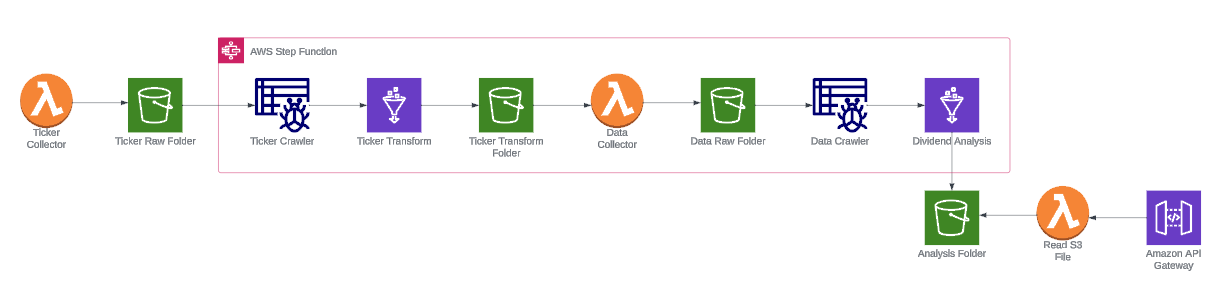 AWS Step Function
Ticker
Collector
Ticker Raw Folder
Ticker Crawler
Ticker Transform
Ticker Transform
Folder
Data
Collector
Data Raw Folder
Data Crawler
Dividend Analysis
Analysis Folder
Read S3
File
Amazon API
Gateway